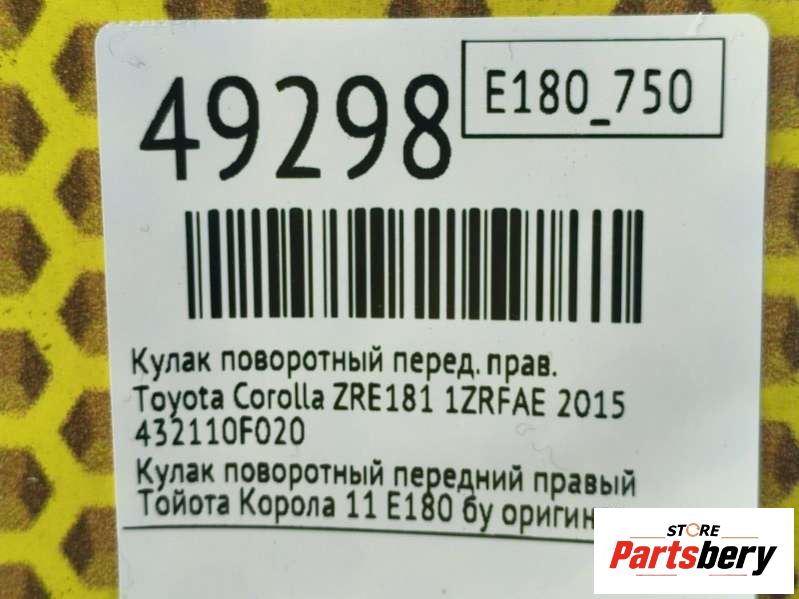 49298
E180_750
Кулак поворотный перед. прав.
Toyota Corolla ZRE181 1ZRFAE 2015
432110F020
Кулак поворотный передний правый
Тойота Корола 11 Е180 бу
STORE
Partsbery